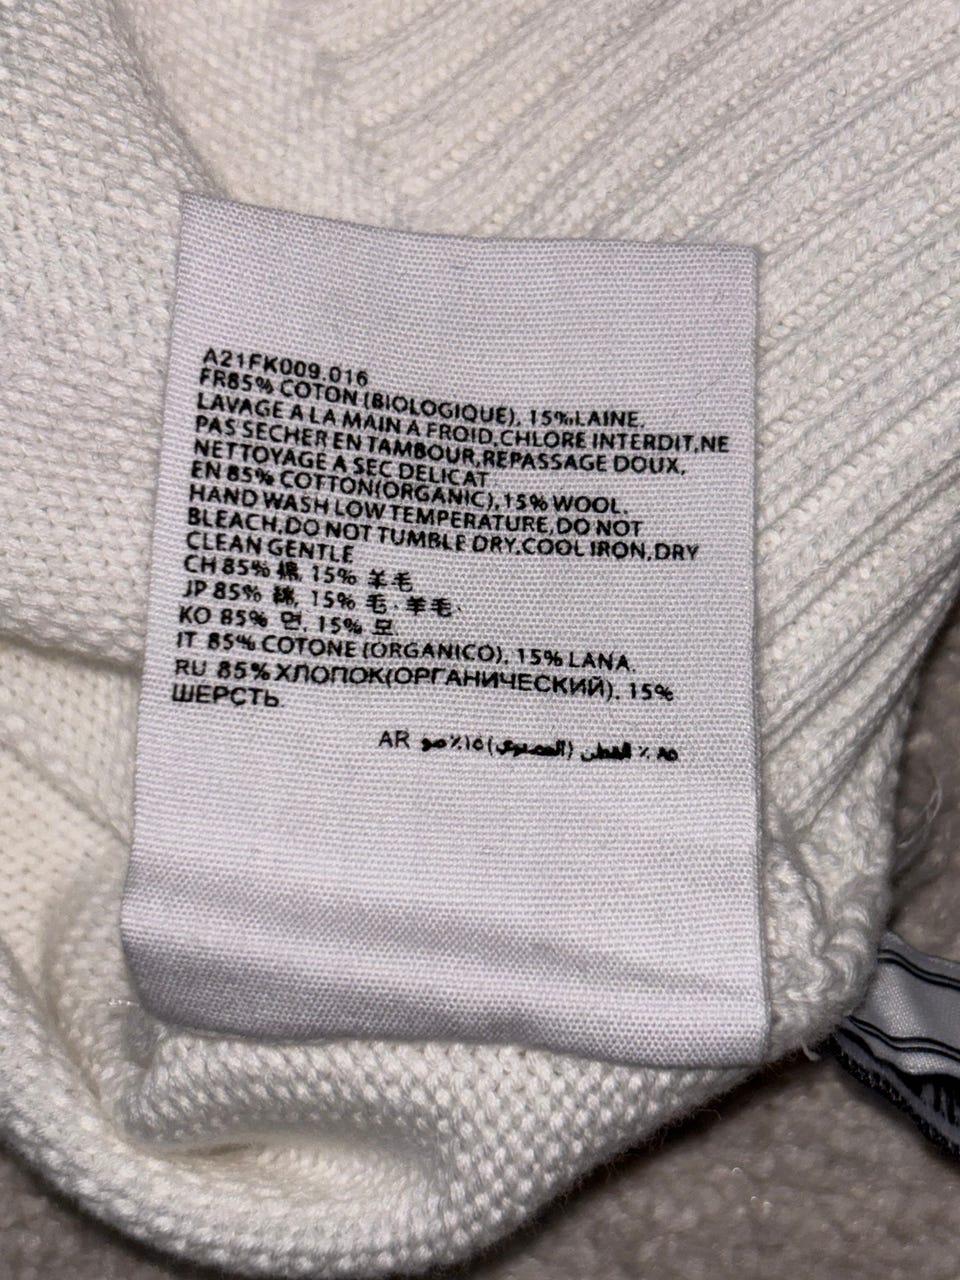 A21FK009.016
FR85% COTON (BIOLOGIQUE), 15%LAINE.
LAVAGE A LA MAIN A FROID,CHLORE INTERDIT,NE
PAS SECHER EN TAMBOUR,REPASSAGE DOUX,
NETTOYAGE A SEC DELICAT
EN 85% COTTON(ORGANIC), 15% WOOL.
HAND WASH LOW TEMPERATURE,DO NOT
BLEACH,DO NOT TUMBLE DRY,COOL IRON,DRY
CLEAN GENTLE
CH 85% 棉, 15% 羊毛
JP 85% 綿, 15% 毛·羊毛·
KO 85% 면, 15% 모
IT 85% COTONE (ORGANICO), 15% LANA.
RU 85% ХЛОПОК(ОРГАНИЧЕСКИЙ), 15%
ШЕРСТЬ.
AR ٨٥ ٪ القطن (العضوي)١٥٪